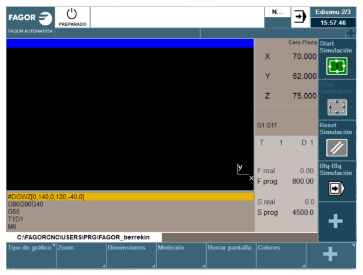 FAGOR
FAGOR AUTOMATION
PREPARADO
N...
Edisimu 2/3
15:57:46
Cero Pieza
X 70.000
Y 52.000
Z 75.000
G1 G17
T 1 D 1
F real 0.00
F prog 800.00
S real 0.0
S prog 4500.0
y
x
#DGWZ[0,140,0,120,-40,0]
G80G90G40
G55
T1D1
M6
C:\FAGORCNC\USERS\PRG\FAGOR_berrekin
Start
Simulación
Simulación
Reset
Simulación
Blq-Blq
Simulación
Tipo de gráfico
Zoom
Dimensiones
Medición
Borrar pantalla
Colores